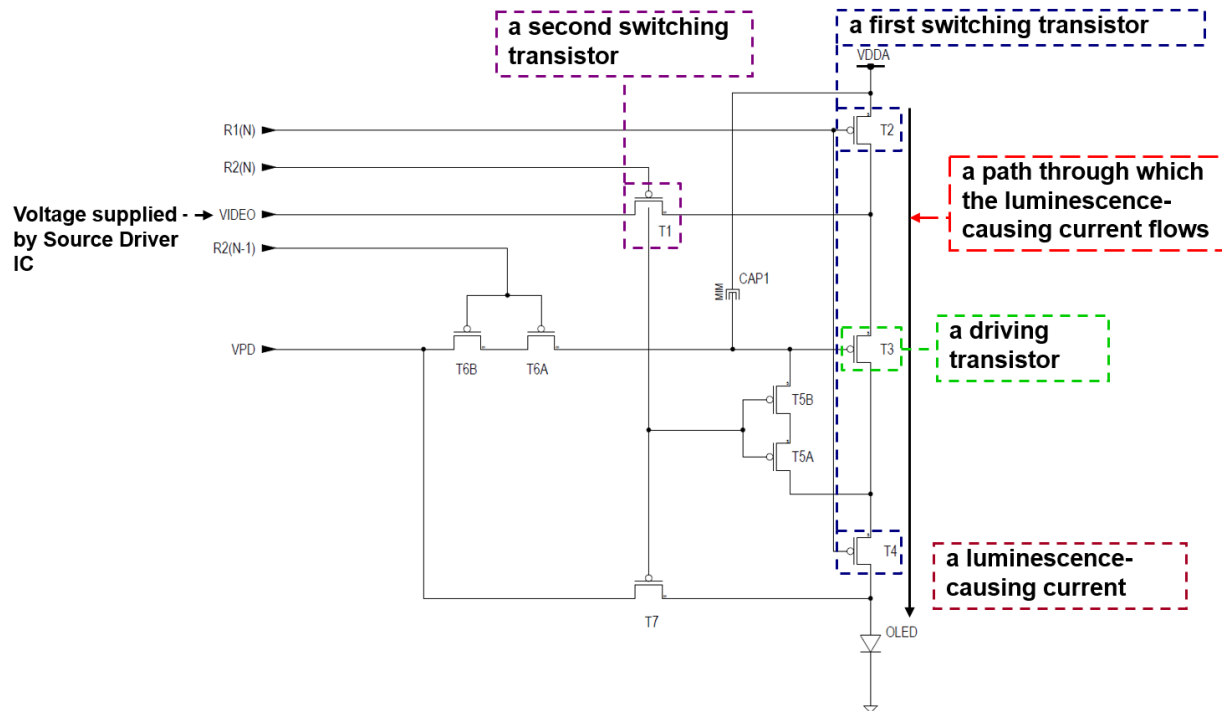 a second switching
transistor
a first switching transistor
VDDA
R1(N)
T2
R2(N)
a path through which
the luminescence-
causing current flows
Voltage supplied
by Source Driver
IC
VIDEO
T1
R2(N-1)
MIM
CAP1
VPD
T6B
T6A
T3
a driving
transistor
T5B
T5A
T4
a luminescence-
causing current
T7
OLED